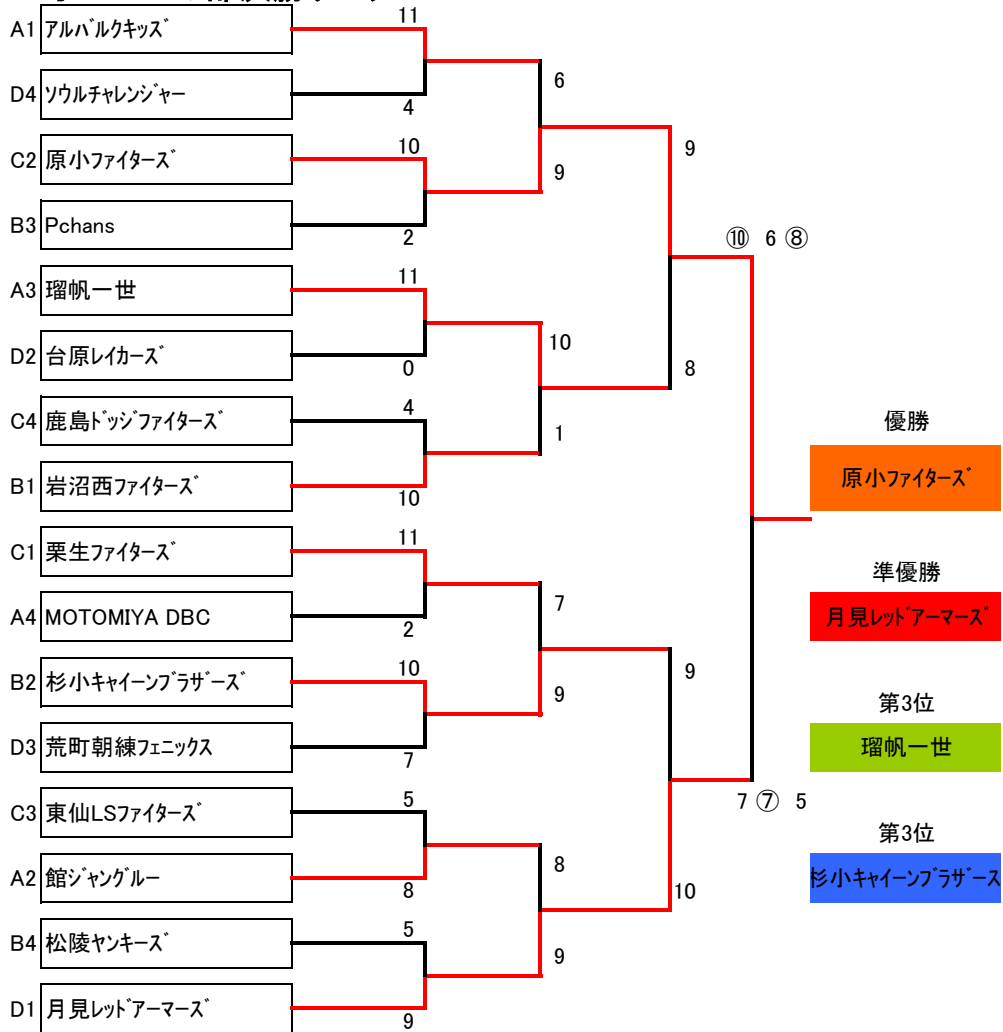 11
A1 アルバルクキッズ
6
D4 ソウルチャレンジャー
4
10
9
C2 原小ファイターズ
9
B3 Pchans
2
⑩ 6 ⑧
11
A3 瑠帆一世
10
D2 台原レイカーズ
0
8
4
C4 鹿島ドッジファイターズ
1
優勝
B1 岩沼西ファイターズ
原小ファイターズ
10
11
C1 栗生ファイターズ
準優勝
7
A4 MOTOMIYA DBC
月見レッドアーマーズ
2
10
9
B2 杉小キャイーンブラザーズ
9
第3位
D3 荒町朝練フェニックス
瑠帆一世
7
5
7 ⑦ 5
C3 東仙LSファイターズ
第3位
8
A2 館ジャングルー
杉小キャイーンブラザーズ
8
10
5
B4 松陵ヤンキーズ
9
D1 月見レッドアーマーズ
9